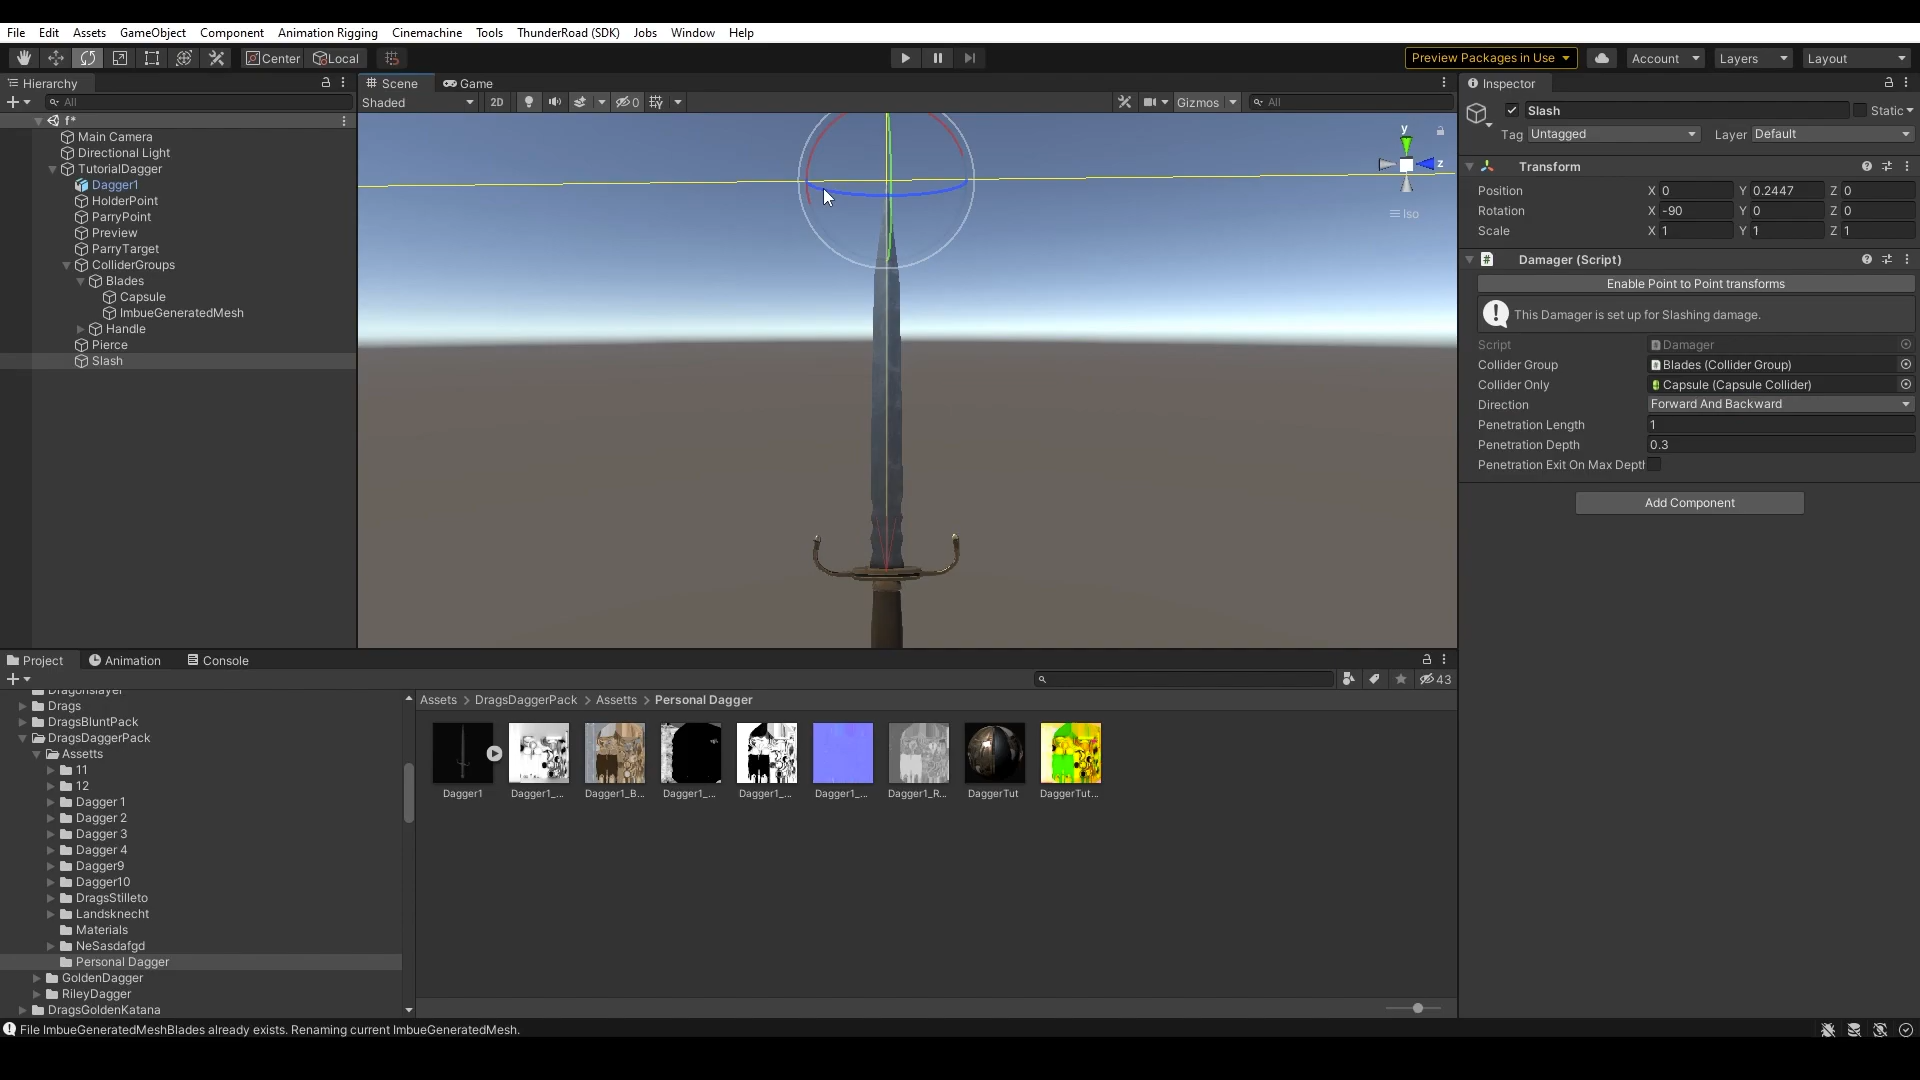 File Edit Assets GameObject Component Animation Rigging Cinemachine Tools ThunderRoad (SDK) Jobs Window Help
Center Local Preview Packages in Use Account Layers Layout
Hierarchy
All
f*
Main Camera
Directional Light
TutorialDagger
Dagger1
HolderPoint
ParryPoint
Preview
ParryTarget
ColliderGroups
Blades
Capsule
ImbueGeneratedMesh
Handle
Pierce
Slash
Scene Game
Shaded 2D 0 Gizmos All
y
z
Iso
Inspector
Slash Static
Tag Untagged Layer Default
Transform
Position X 0 Y 0.2447 Z 0
Rotation X -90 Y 0 Z 0
Scale X 1 Y 1 Z 1
Damager (Script)
Enable Point to Point transforms
This Damager is set up for Slashing damage.
Script Damager
Collider Group Blades (Collider Group)
Collider Only Capsule (Capsule Collider)
Direction Forward And Backward
Penetration Length 1
Penetration Depth 0.3
Penetration Exit On Max Depth
Add Component
Project Animation Console
43
Dragonslayer
Drags
DragsBluntPack
DragsDaggerPack
Assetts
11
12
Dagger 1
Dagger 2
Dagger 3
Dagger 4
Dagger9
Dagger10
DragsStilleto
Landsknecht
Materials
NeSasdafgd
Personal Dagger
GoldenDagger
RileyDagger
DragsGoldenKatana
Assets > DragsDaggerPack > Assetts > Personal Dagger
Dagger1 Dagger1_... Dagger1_B... Dagger1_... Dagger1_... Dagger1_... Dagger1_R... DaggerTut DaggerTut...
File ImbueGeneratedMeshBlades already exists. Renaming current ImbueGeneratedMesh.